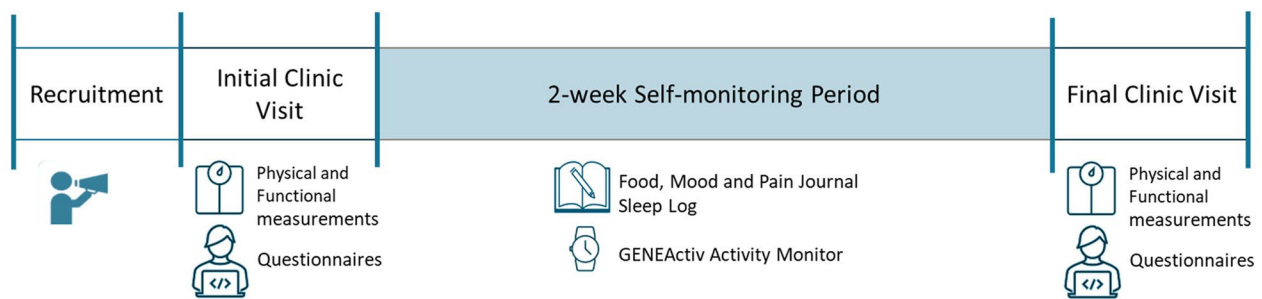 Recruitment
Initial Clinic
Visit
2-week Self-monitoring Period
Final Clinic Visit
Physical and
Functional
measurements
Questionnaires
Food, Mood and Pain Journal
Sleep Log
GENEActiv Activity Monitor
Physical and
Functional
measurements
Questionnaires